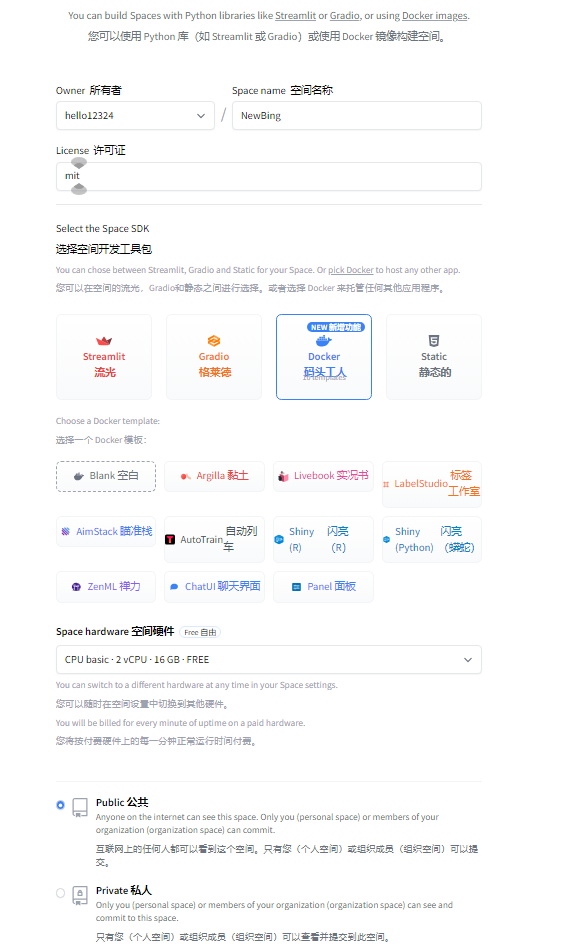 You can build Spaces with Python libraries like Streamlit or Gradio, or using Docker images.
您可以使用 Python 库（如 Streamlit 或 Gradio）或使用 Docker 镜像构建空间。
Owner 所有者 Space name 空间名称
hello12324 / NewBing
License 许可证
mit
Select the Space SDK
选择空间开发工具包
You can chose between Streamlit, Gradio and Static for your Space. Or pick Docker to host any other app.
您可以在空间的流光，Gradio和静态之间进行选择。或者选择 Docker 来托管任何其他应用程序。
NEW 新增功能
Streamlit Gradio Docker Static
流光 格莱德 码头工人 静态的
16 templates
Choose a Docker template:
选择一个 Docker 模板：
Blank 空白 Argilla 黏土 Livebook 实况书 LabelStudio 标签工作室
AimStack 瞄准栈 AutoTrain 自动列车 Shiny (R) 闪亮（R） Shiny (Python) 闪亮（蟒蛇）
ZenML 禅力 ChatUI 聊天界面 Panel 面板
Space hardware 空间硬件 Free 自由
CPU basic · 2 vCPU · 16 GB · FREE
You can switch to a different hardware at any time in your Space settings.
您可以随时在空间设置中切换到其他硬件。
You will be billed for every minute of uptime on a paid hardware.
您将按付费硬件上的每一分钟正常运行时间付费。
Public 公共
Anyone on the internet can see this space. Only you (personal space) or members of your
organization (organization space) can commit.
互联网上的任何人都可以看到这个空间。只有您（个人空间）或组织成员（组织空间）可以提
交。
Private 私人
Only you (personal space) or members of your organization (organization space) can see and
commit to this space.
只有您（个人空间）或组织成员（组织空间）可以查看并提交到此空间。